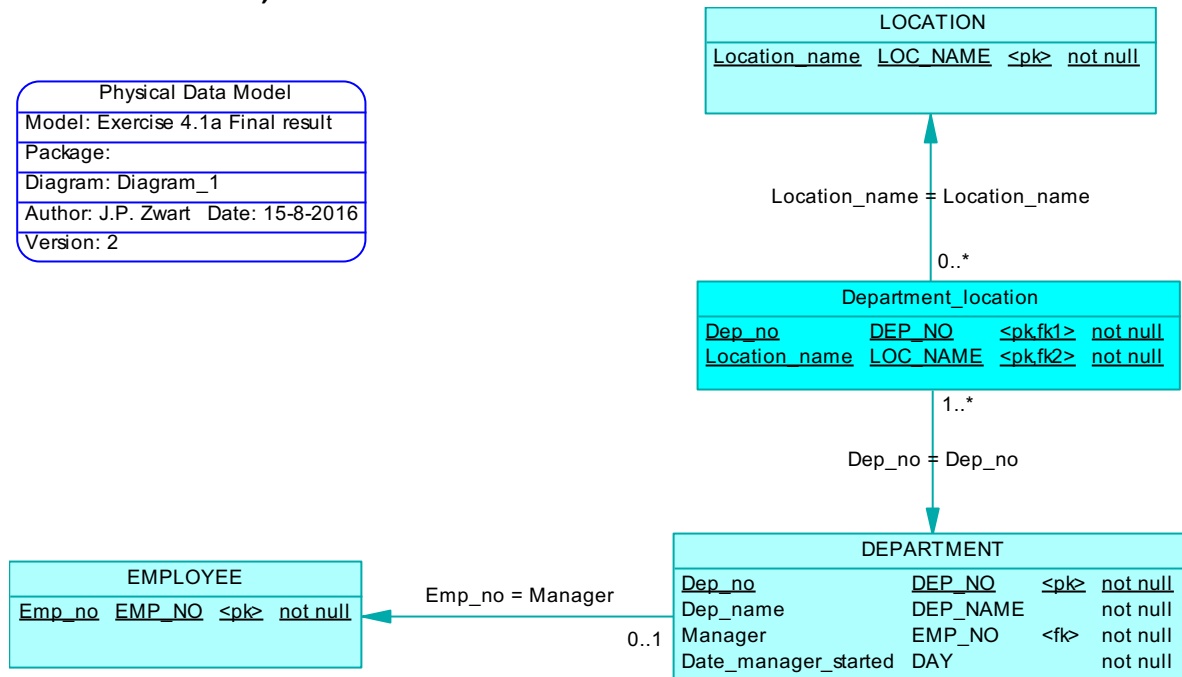 LOCATION
Location_name LOC_NAME <pk> not null
Physical Data Model
Model: Exercise 4.1a Final result
Package:
Diagram: Diagram_1
Author: J.P. Zwart Date: 15-8-2016
Version: 2
Location_name = Location_name
0..*
Department_location
Dep_no DEP_NO <pk,fk1> not null
Location_name LOC_NAME <pk,fk2> not null
1..*
Dep_no = Dep_no
DEPARTMENT
Dep_no DEP_NO <pk> not null
Dep_name DEP_NAME not null
Manager EMP_NO <fk> not null
Date_manager_started DAY not null
EMPLOYEE
Emp_no EMP_NO <pk> not null
Emp_no = Manager
0..1